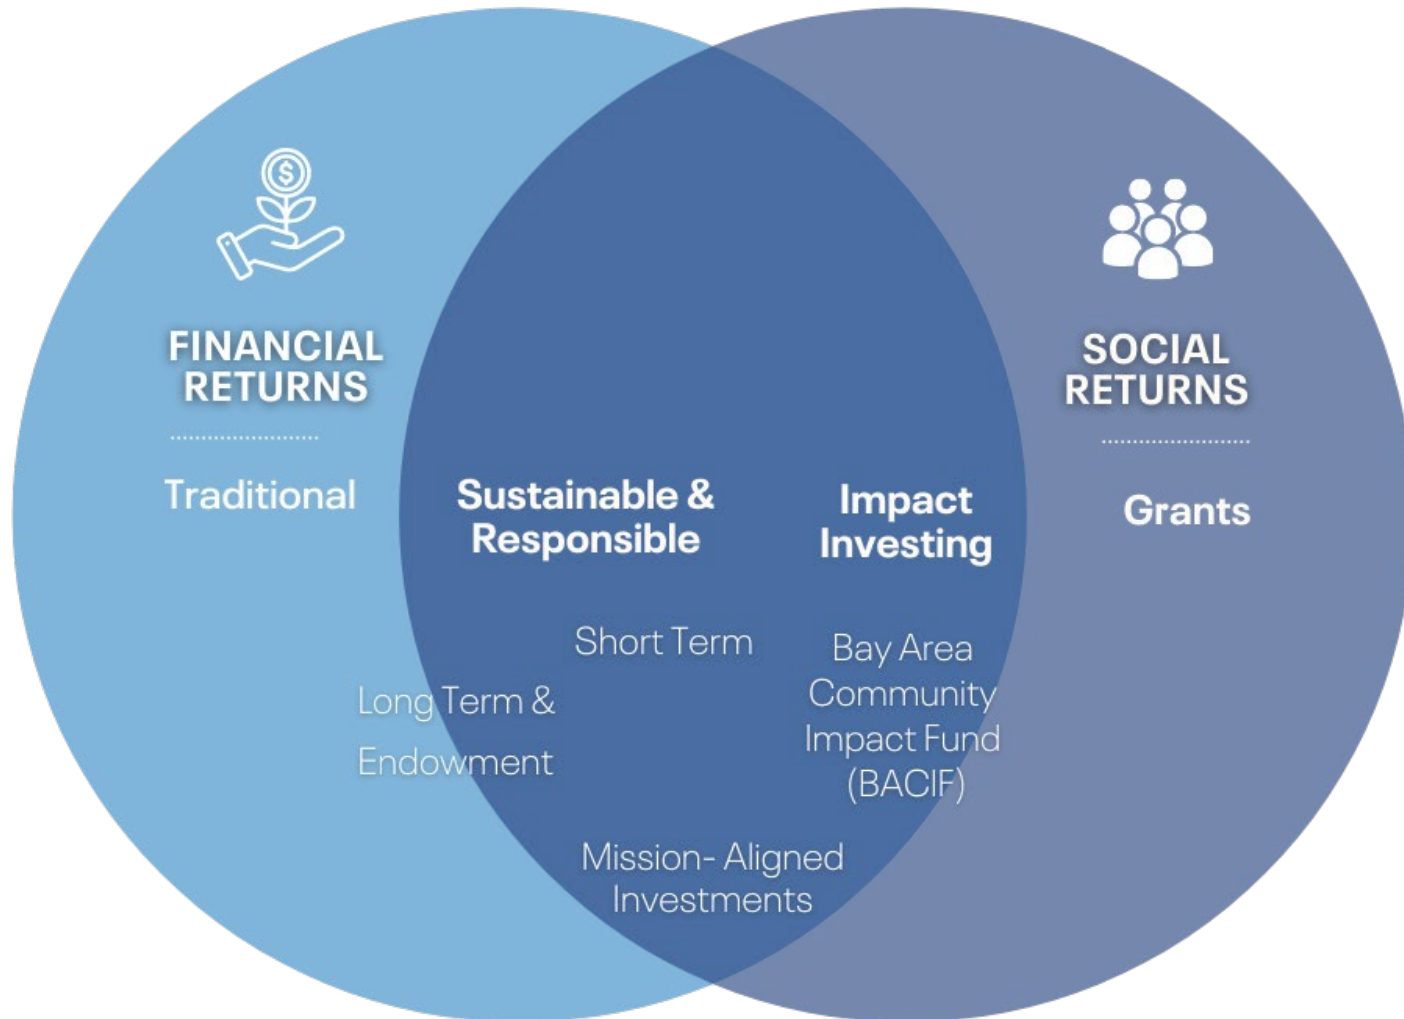 $
FINANCIAL
RETURNS
Traditional
Sustainable &
Responsible
Impact
Investing
SOCIAL
RETURNS
Grants
Short Term
Long Term &
Endowment
Bay Area
Community
Impact Fund
(BACIF)
Mission- Aligned
Investments